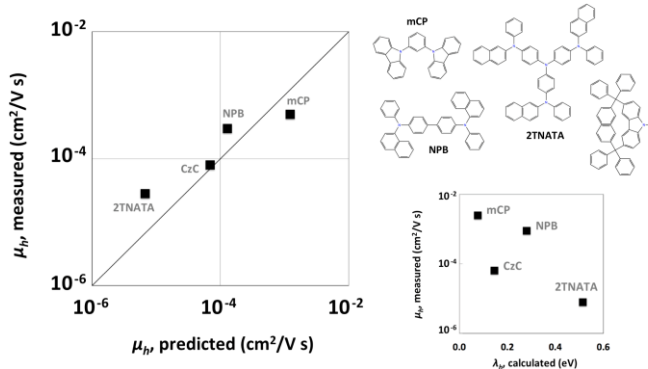 10⁻²
10⁻⁴
10⁻⁶
μₕ, measured (cm²/V s)
mCP
NPB
CzC
2TNATA
10⁻⁶
10⁻⁴
10⁻²
μₕ, predicted (cm²/V s)
mCP
NPB
2TNATA
N
10⁻²
10⁻⁴
10⁻⁶
μₕ, measured (cm²/V s)
mCP
NPB
CzC
2TNATA
0.0
0.2
0.4
0.6
λₕ, calculated (eV)